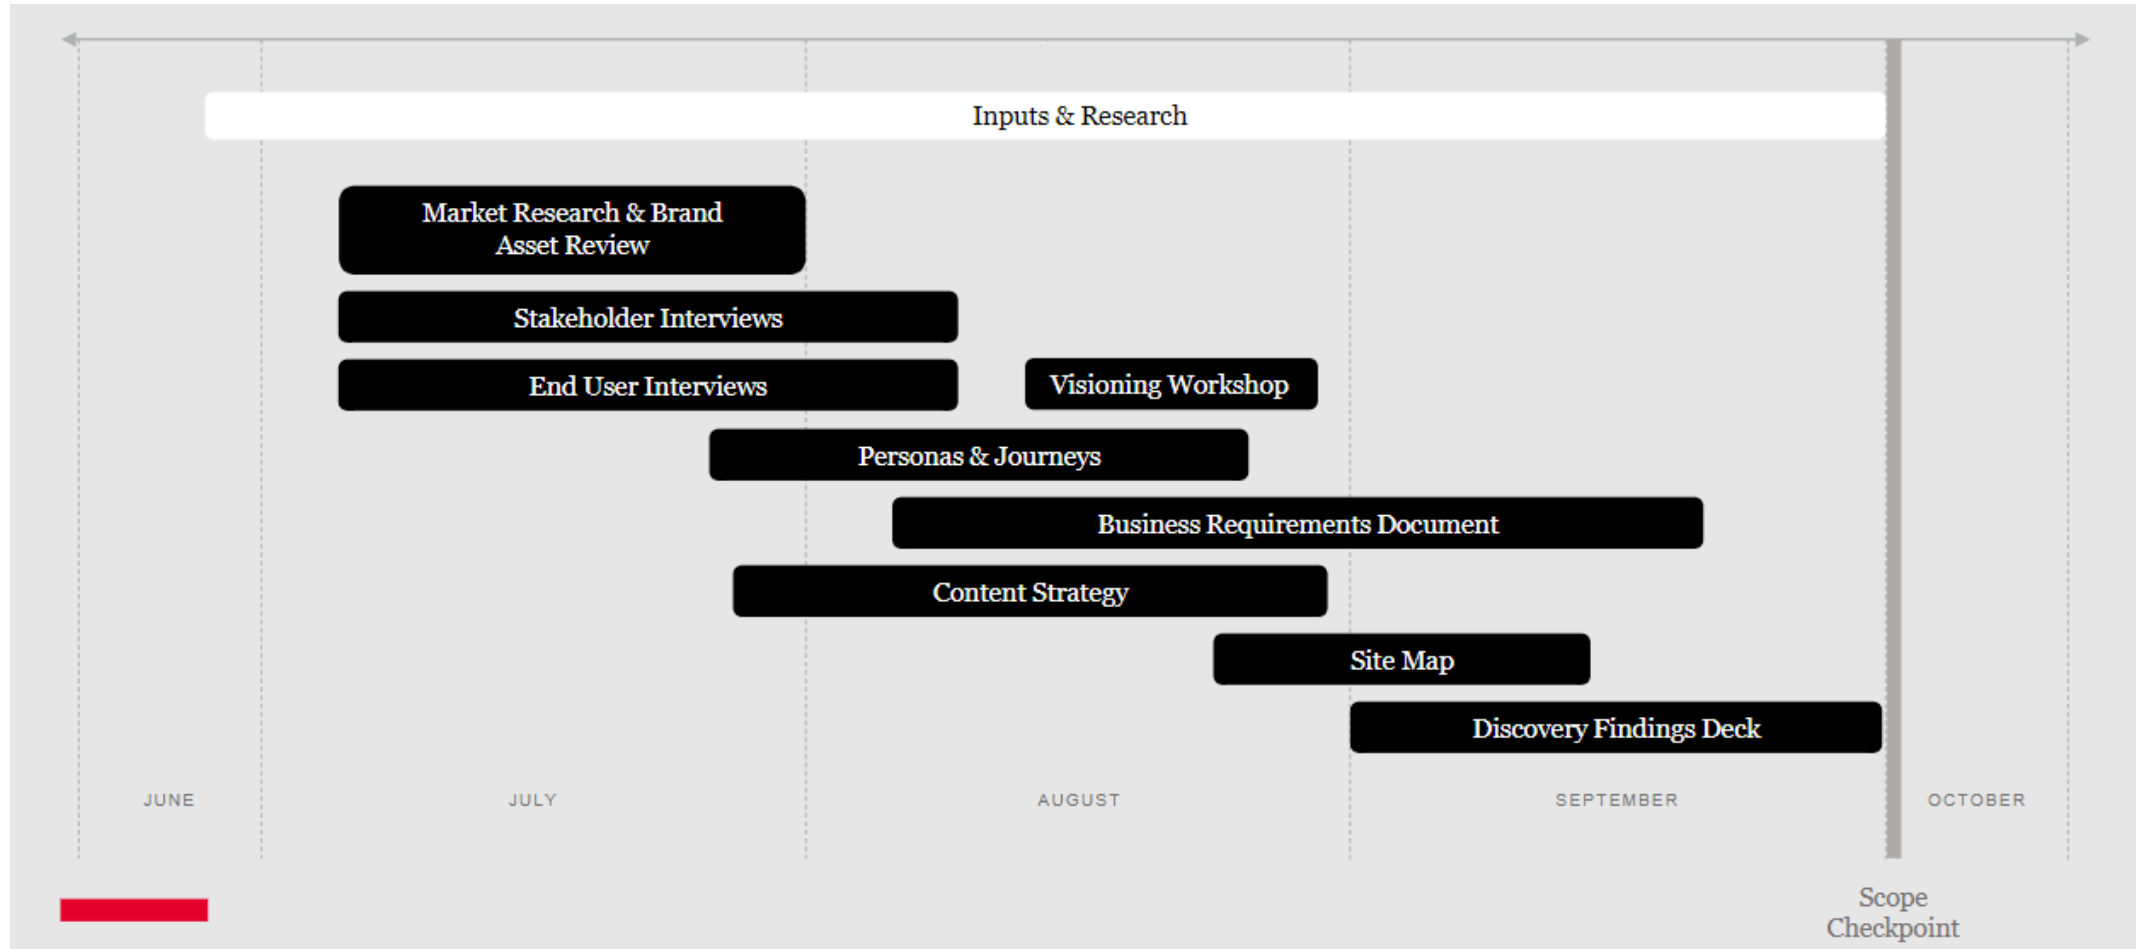 Inputs & Research
Market Research & Brand
Asset Review
Stakeholder Interviews
End User Interviews
Visioning Workshop
Personas & Journeys
Business Requirements Document
Content Strategy
Site Map
Discovery Findings Deck
JUNE
JULY
AUGUST
SEPTEMBER
OCTOBER
Scope
Checkpoint